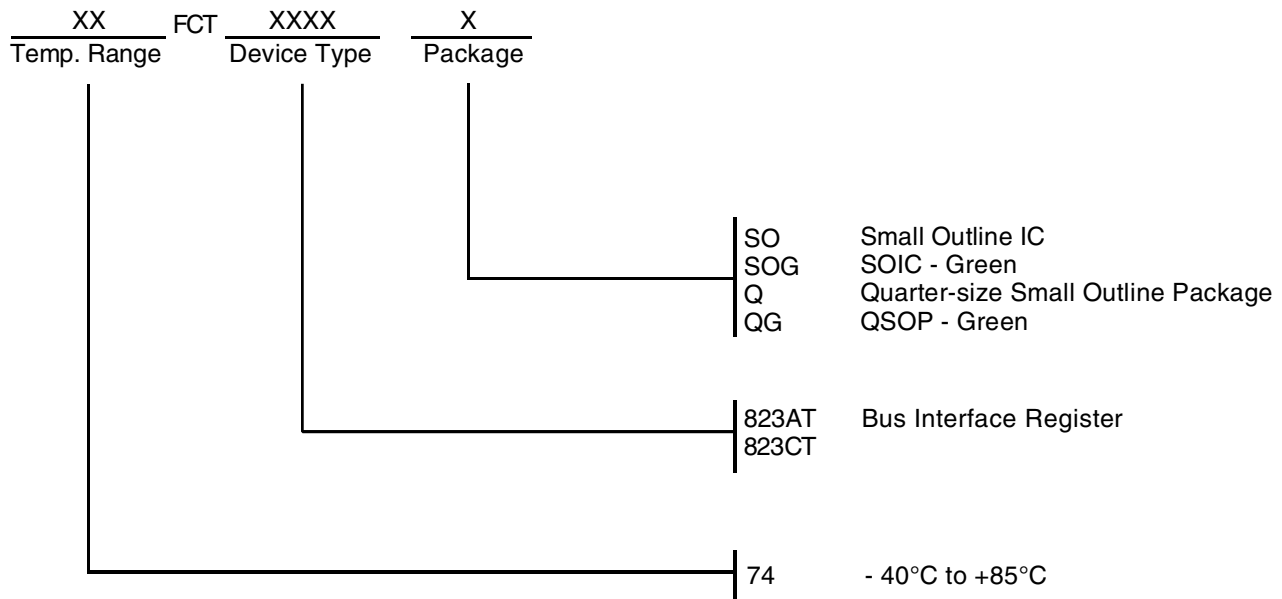 XX FCT XXXX X
Temp. Range Device Type Package
SO Small Outline IC
SOG SOIC - Green
Q Quarter-size Small Outline Package
QG QSOP - Green
823AT Bus Interface Register
823CT
74 - 40°C to +85°C